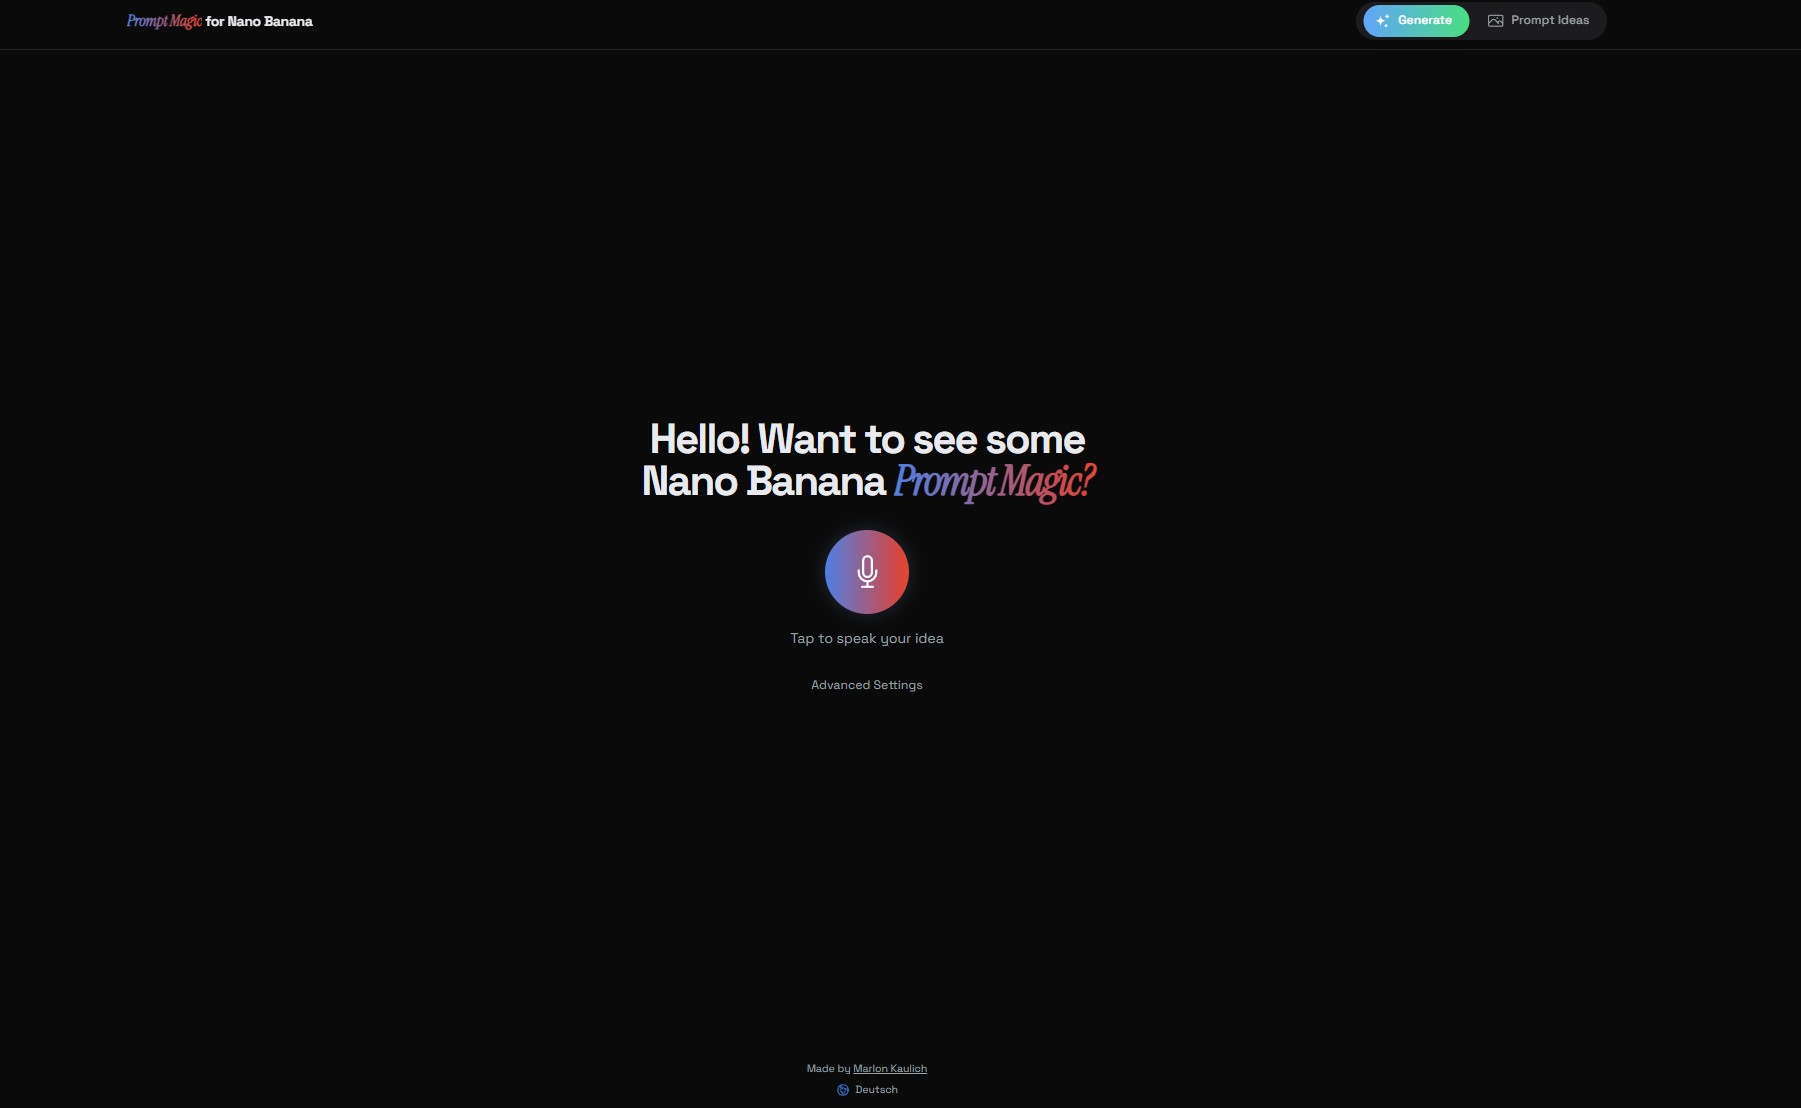 Prompt Magic for Nano Banana
Generate
Prompt Ideas
Hello! Want to see some
Nano Banana Prompt Magic?
Tap to speak your idea
Advanced Settings
Made by Marlon Kaulich
Deutsch